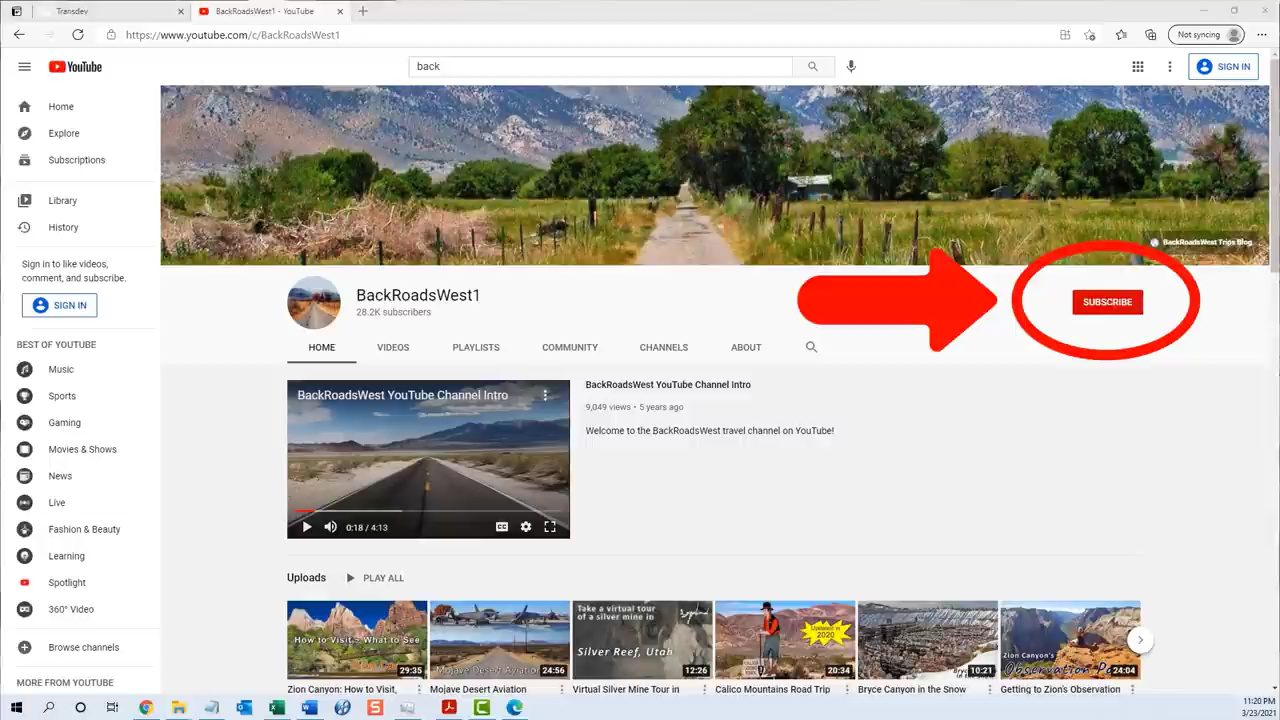 Transdev
BackRoadsWest1 - YouTube
https://www.youtube.com/c/BackRoadsWest1
Not syncing
YouTube
back
SIGN IN
Home
Explore
Subscriptions
Library
History
Sign in to like videos,
comment, and subscribe.
SIGN IN
BEST OF YOUTUBE
Music
Sports
Gaming
Movies & Shows
News
Live
Fashion & Beauty
Learning
Spotlight
360° Video
Browse channels
MORE FROM YOUTUBE
BackRoadsWest Trips Blog
BackRoadsWest1
28.2K subscribers
SUBSCRIBE
HOME VIDEOS PLAYLISTS COMMUNITY CHANNELS ABOUT
BackRoadsWest YouTube Channel Intro
0:18 / 4:13
CC
BackRoadsWest YouTube Channel Intro
9,049 views • 5 years ago
Welcome to the BackRoadsWest travel channel on YouTube!
Uploads
PLAY ALL
How to Visit - What to See
29:35
Zion Canyon: How to Visit,
Mojave Desert Aviation
24:56
Mojave Desert Aviation
Take a virtual tour
of a silver mine in
Silver Reef, Utah
12:26
Virtual Silver Mine Tour in
Updated in
2020
20:34
Calico Mountains Road Trip
10:21
Bryce Canyon in the Snow
Zion Canyon's
24:04
Getting to Zion's Observation
11:20 PM
3/23/2021